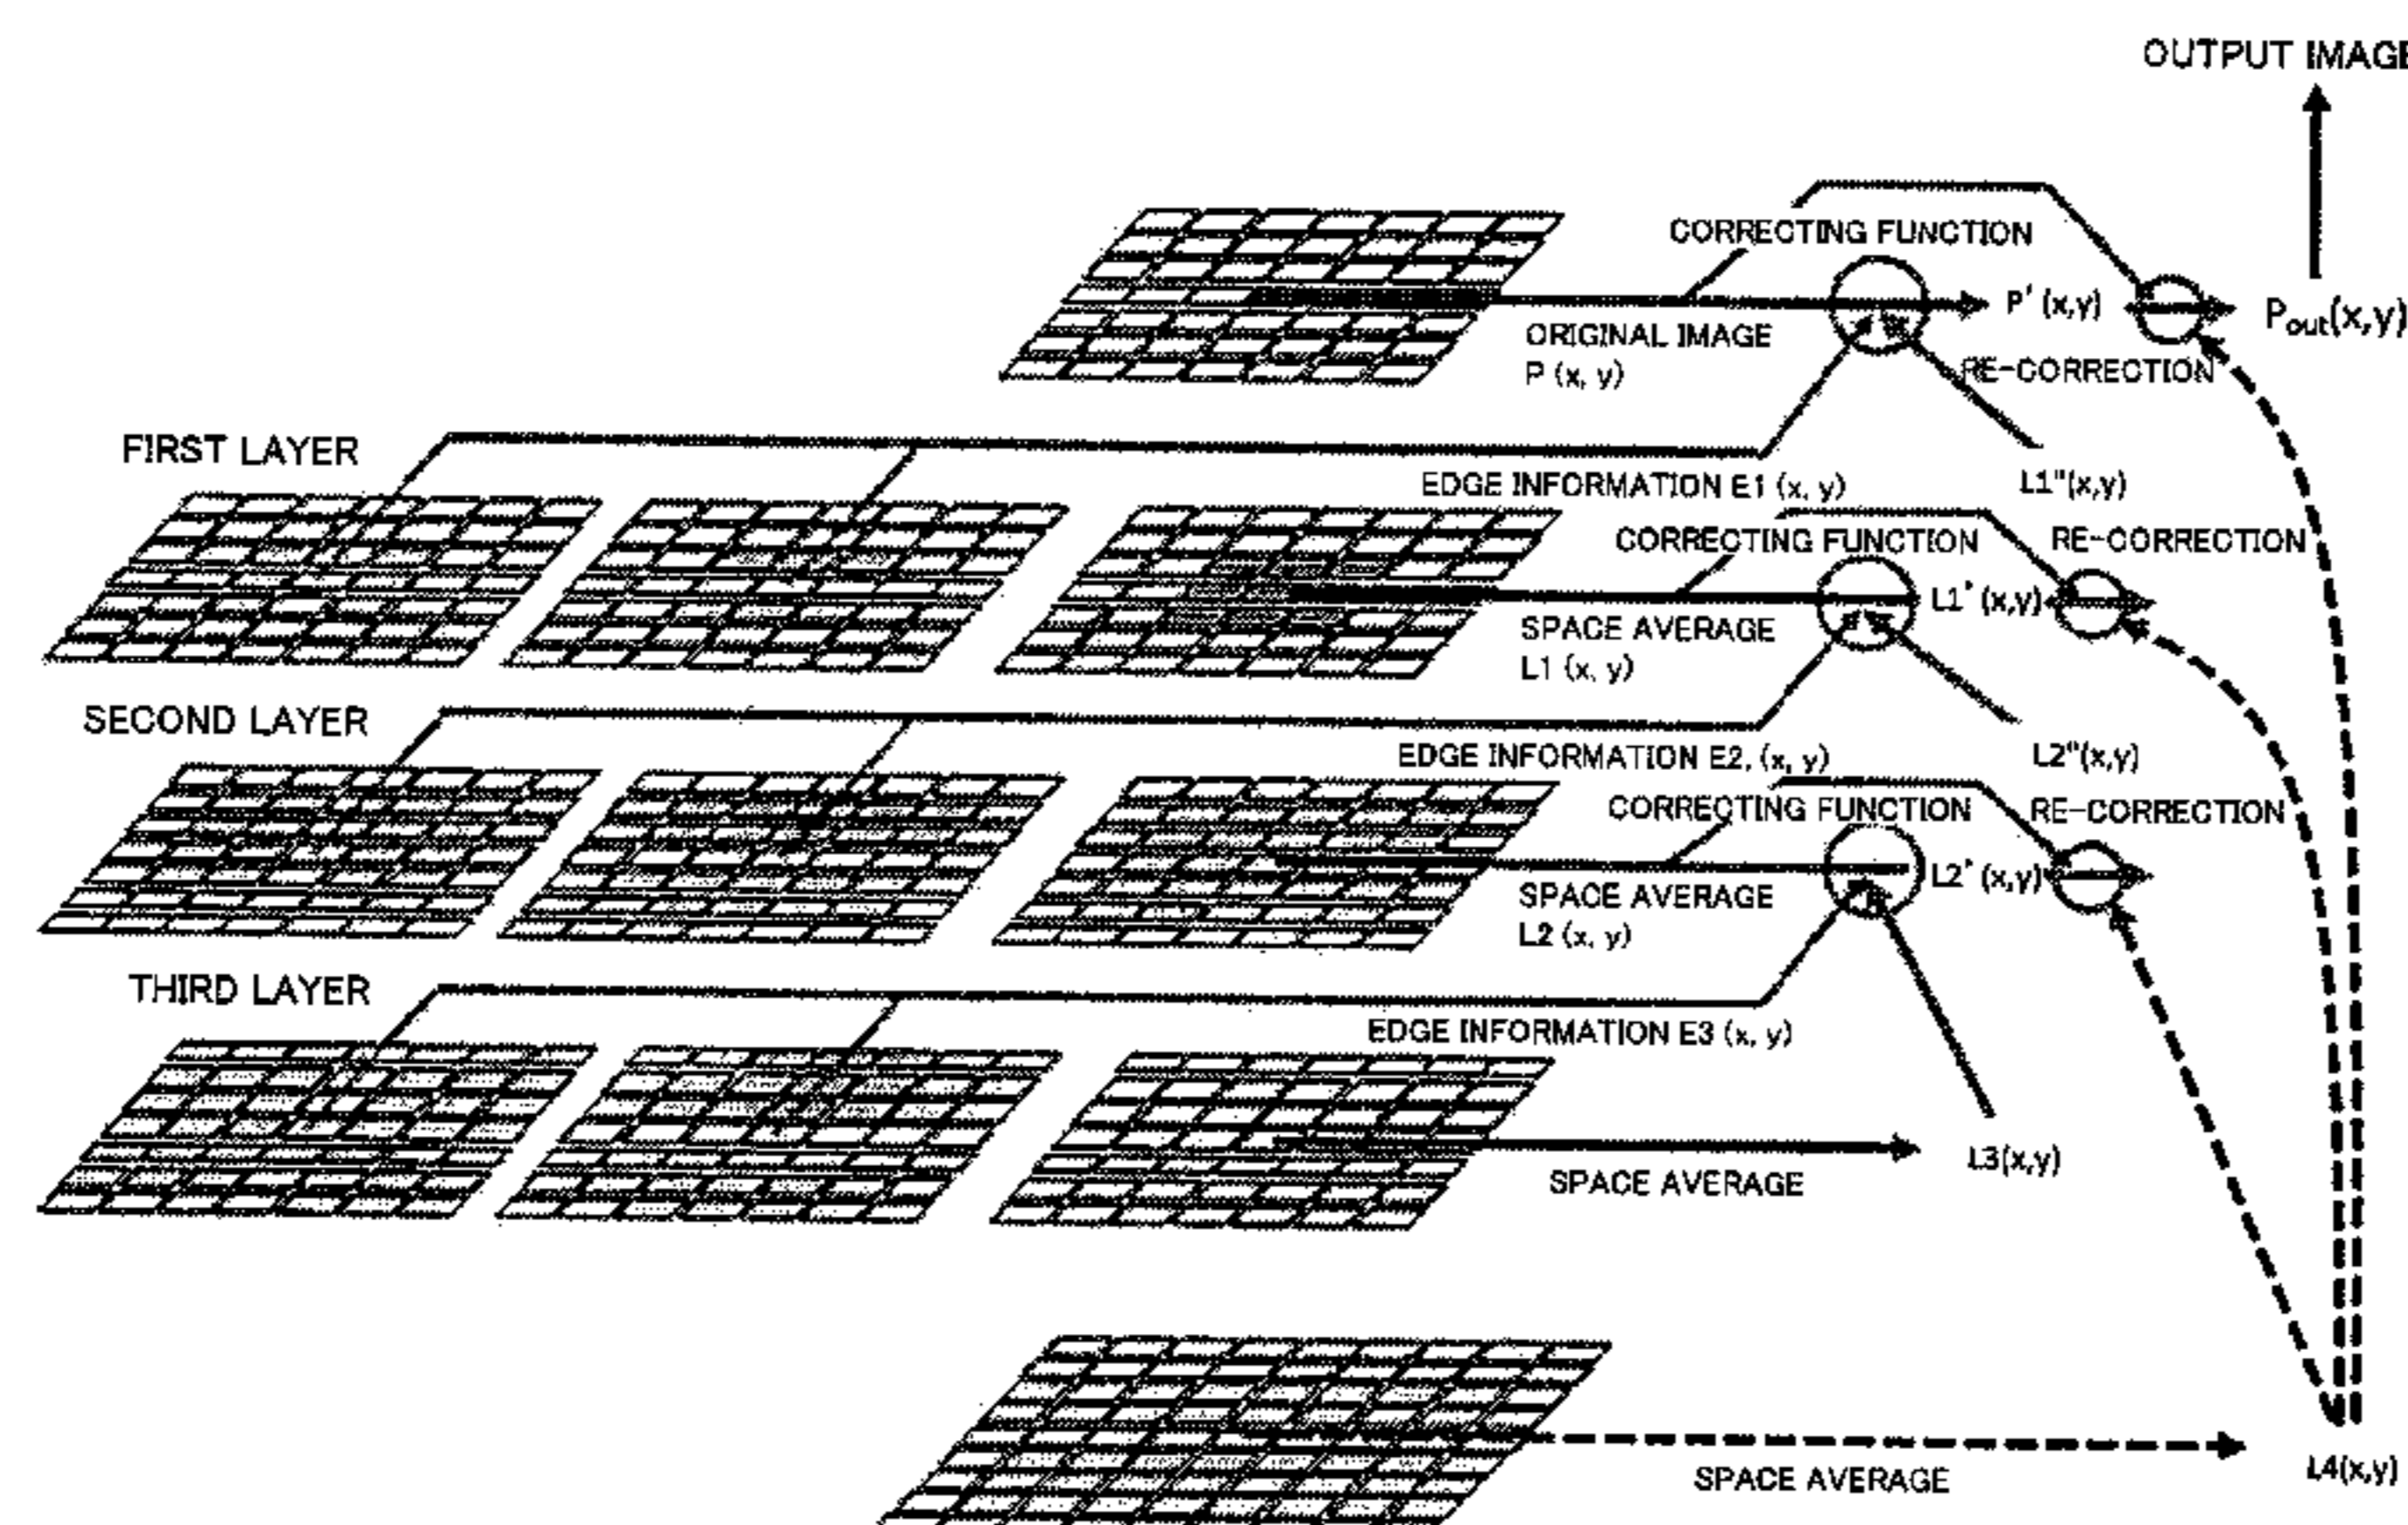 OUTPUT IMAGE
CORRECTING FUNCTION
P' (x,y)
Pout(x,y)
ORIGINAL IMAGE
P (x, y)
RE-CORRECTION
FIRST LAYER
EDGE INFORMATION E1 (x, y)
L1"(x,y)
CORRECTING FUNCTION
RE-CORRECTION
L1' (x,y)
SPACE AVERAGE
L1 (x, y)
SECOND LAYER
EDGE INFORMATION E2, (x, y)
L2"(x,y)
CORRECTING FUNCTION
RE-CORRECTION
L2' (x,y)
SPACE AVERAGE
L2 (x, y)
THIRD LAYER
EDGE INFORMATION E3 (x, y)
L3(x,y)
SPACE AVERAGE
SPACE AVERAGE
L4(x,y)